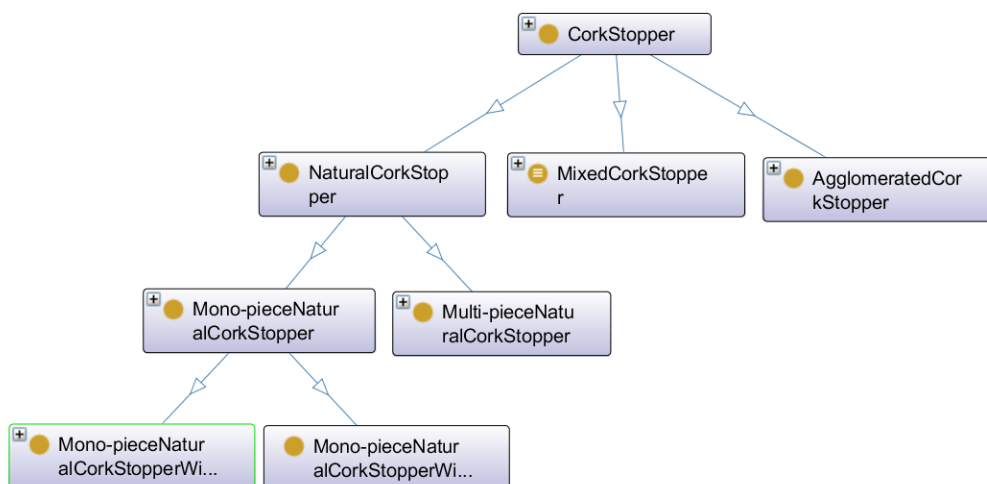 CorkStopper
NaturalCorkStop
per
MixedCorkStoppe
r
AgglomeratedCor
kStopper
Mono-pieceNatur
alCorkStopper
Multi-pieceNatu
ralCorkStopper
Mono-pieceNatur
alCorkStopperWi...
Mono-pieceNatur
alCorkStopperWi...